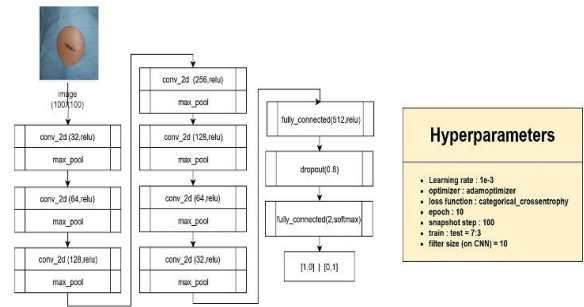 image
(100X100)
conv_2d (32,relu)
max_pool
conv_2d (64,relu)
max_pool
conv_2d (128,relu)
max_pool
conv_2d (256,relu)
max_pool
conv_2d (128,relu)
max_pool
conv_2d (64,relu)
max_pool
conv_2d (32,relu)
max_pool
fully_connected(512,relu)
dropout(0.8)
fully_connected(2,softmax)
[1,0] | [0,1]
Hyperparameters
• Learning rate : 1e-3
• optimizer : adamoptimizer
• loss function : categorical_crossentrophy
• epoch : 10
• snapshot step : 100
• train : test = 7:3
• filter size (on CNN) = 10